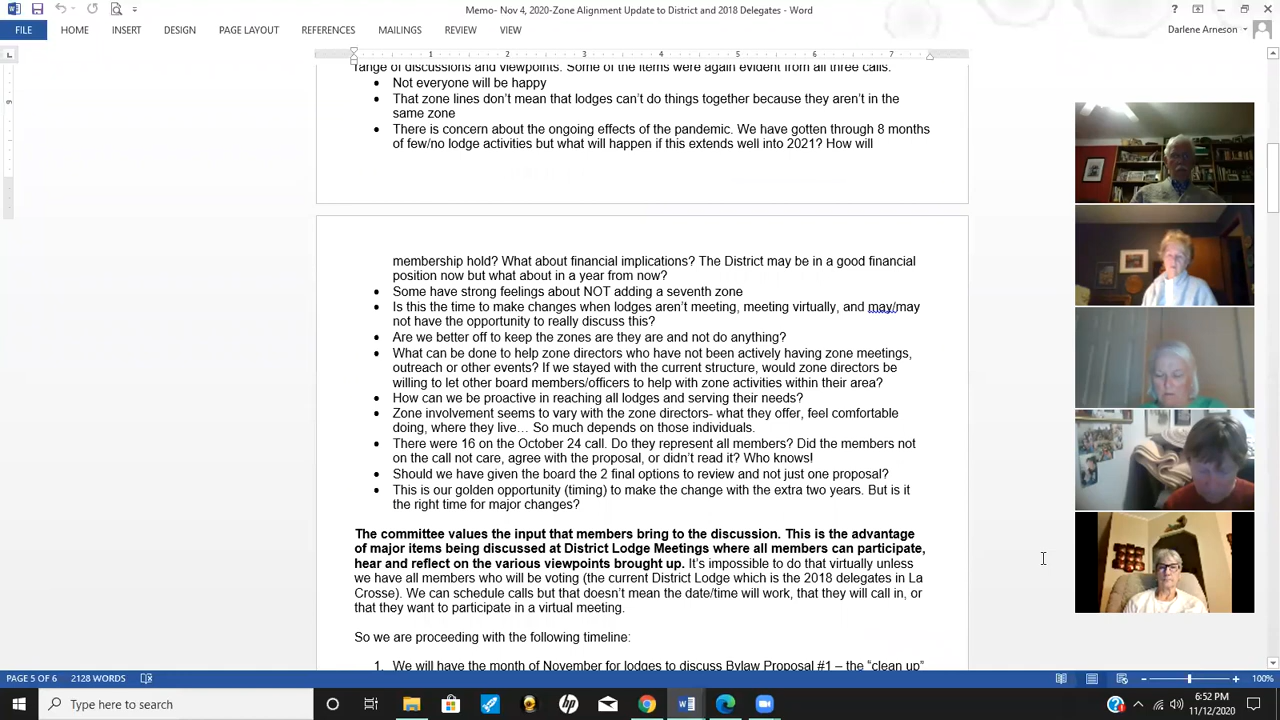 Memo- Nov 4, 2020-Zone Alignment Update to District and 2018 Delegates - Word
FILE HOME INSERT DESIGN PAGE LAYOUT REFERENCES MAILINGS REVIEW VIEW Darlene Arneson
1 2 3 4 5 6 7
range of discussions and viewpoints. Some of the items were again evident from all three calls.
• Not everyone will be happy
• That zone lines don't mean that lodges can't do things together because they aren't in the
same zone
• There is concern about the ongoing effects of the pandemic. We have gotten through 8 months
of few/no lodge activities but what will happen if this extends well into 2021? How will
membership hold? What about financial implications? The District may be in a good financial
position now but what about in a year from now?
• Some have strong feelings about NOT adding a seventh zone
• Is this the time to make changes when lodges aren't meeting, meeting virtually, and may/may
not have the opportunity to really discuss this?
• Are we better off to keep the zones are they are and not do anything?
• What can be done to help zone directors who have not been actively having zone meetings,
outreach or other events? If we stayed with the current structure, would zone directors be
willing to let other board members/officers to help with zone activities within their area?
• How can we be proactive in reaching all lodges and serving their needs?
• Zone involvement seems to vary with the zone directors- what they offer, feel comfortable
doing, where they live… So much depends on those individuals.
• There were 16 on the October 24 call. Do they represent all members? Did the members not
on the call not care, agree with the proposal, or didn't read it? Who knows!
• Should we have given the board the 2 final options to review and not just one proposal?
• This is our golden opportunity (timing) to make the change with the extra two years. But is it
the right time for major changes?
The committee values the input that members bring to the discussion. This is the advantage
of major items being discussed at District Lodge Meetings where all members can participate,
hear and reflect on the various viewpoints brought up. It's impossible to do that virtually unless
we have all members who will be voting (the current District Lodge which is the 2018 delegates in La
Crosse). We can schedule calls but that doesn't mean the date/time will work, that they will call in, or
that they want to participate in a virtual meeting.
So we are proceeding with the following timeline:
1. We will have the month of November for lodges to discuss Bylaw Proposal #1 – the "clean up"
PAGE 5 OF 6 2128 WORDS 100%
Type here to search 6:52 PM
11/12/2020